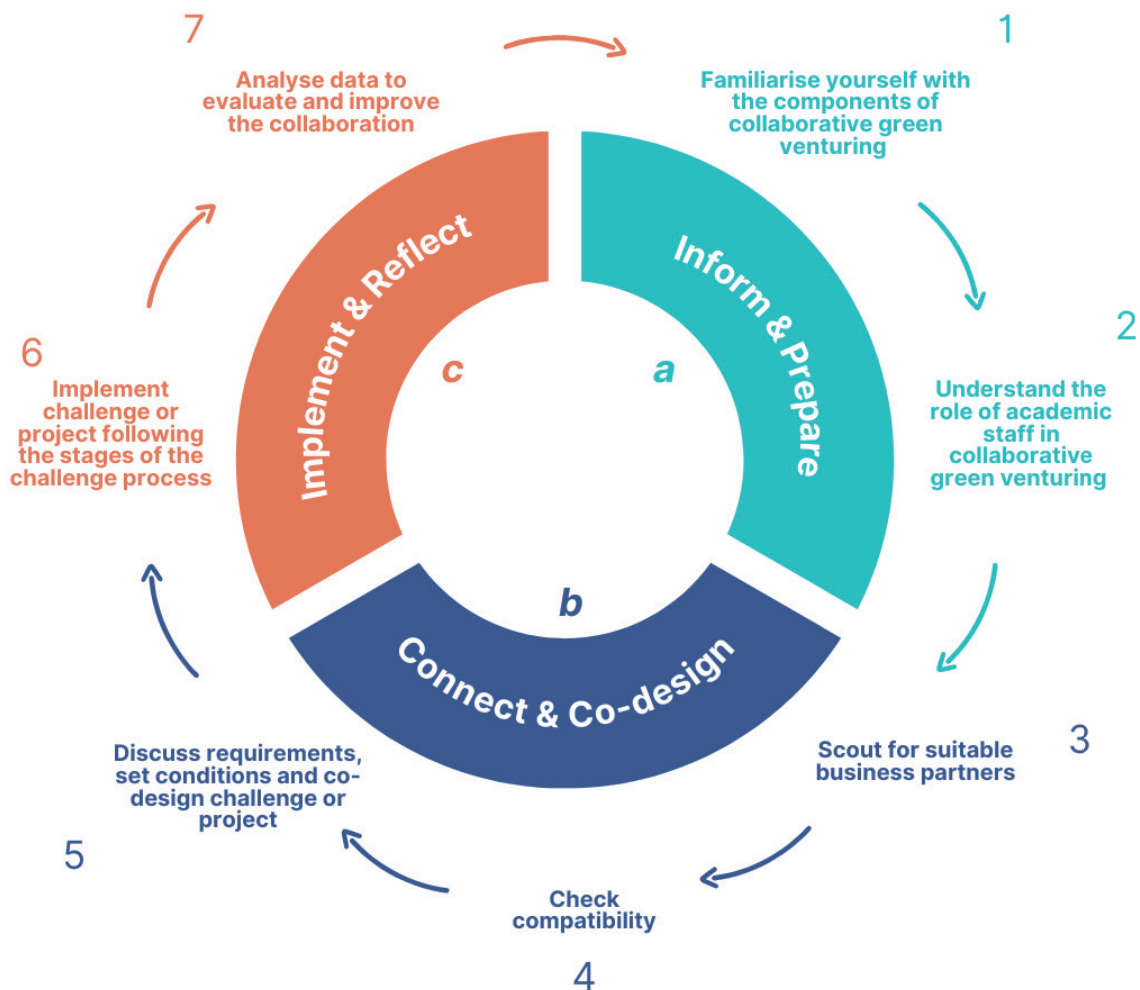 7
Analyse data to
evaluate and improve
the collaboration
1
Familiarise yourself with
the components of
collaborative green
venturing
Implement & Reflect
Inform & Prepare
c
a
2
Understand the
role of academic
staff in
collaborative
green venturing
6
Implement
challenge or
project following
the stages of the
challenge process
b
Connect & Co-design
3
Scout for suitable
business partners
Discuss requirements,
set conditions and co-
design challenge or
project
5
Check
compatibility
4